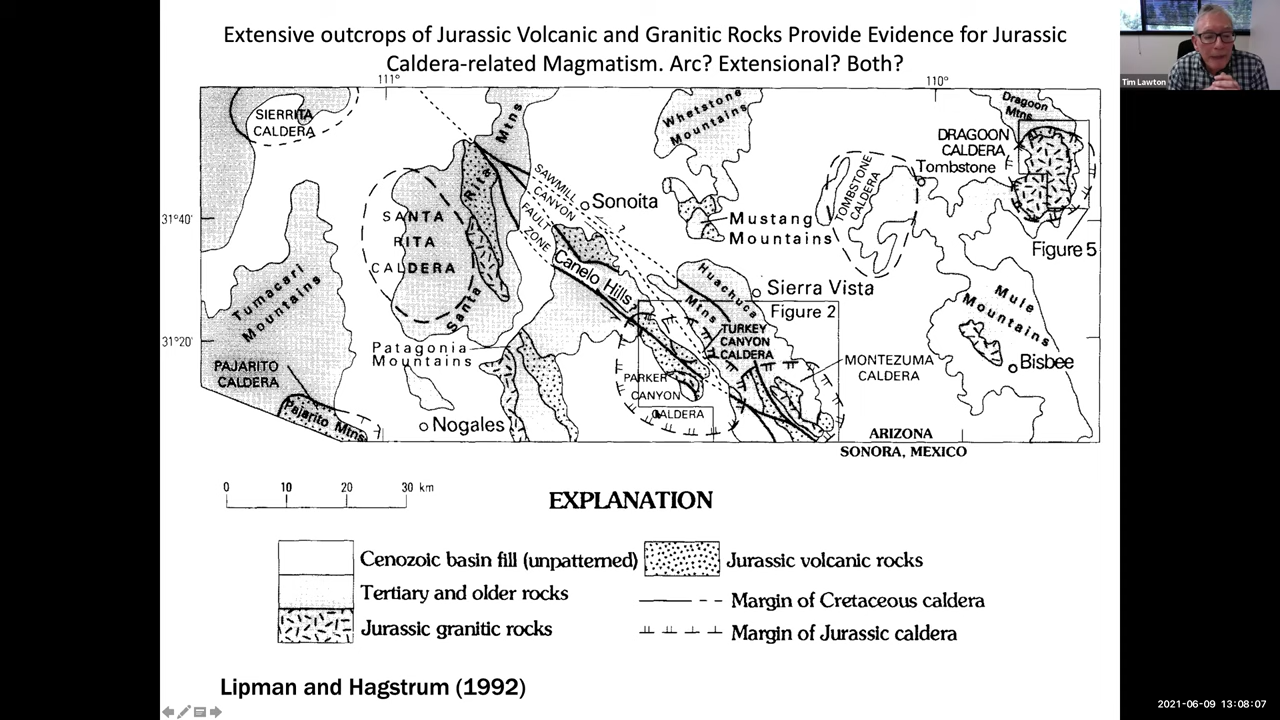 Extensive outcrops of Jurassic Volcanic and Granitic Rocks Provide Evidence for Jurassic
Caldera-related Magmatism. Arc? Extensional? Both?
Tim Lawton
111°
110°
SIERRITA
CALDERA
Whetstone
Mountains
Dragoon
Mtns
DRAGOON
CALDERA
Tombstone
TOMBSTONE
CALDERA
Santa
Rita
Mtns
SAWMILL
CANYON
FAULT
ZONE
Sonoita
31°40'
SANTA
RITA
CALDERA
Mustang
Mountains
Figure 5
Canelo Hills
?
?
Huachuca
Mtns
Sierra Vista
Figure 2
Mule
Mountains
Tumacari
Mountains
31°20'
Patagonia
Mountains
TURKEY
CANYON
CALDERA
MONTEZUMA
CALDERA
Bisbee
PAJARITO
CALDERA
PARKER
CANYON
CALDERA
Pajarito Mtns
Nogales
ARIZONA
SONORA, MEXICO
0 10 20 30 km
EXPLANATION
Cenozoic basin fill (unpatterned)
Tertiary and older rocks
Jurassic granitic rocks
Jurassic volcanic rocks
Margin of Cretaceous caldera
Margin of Jurassic caldera
Lipman and Hagstrum (1992)
2021-06-09 13:08:07